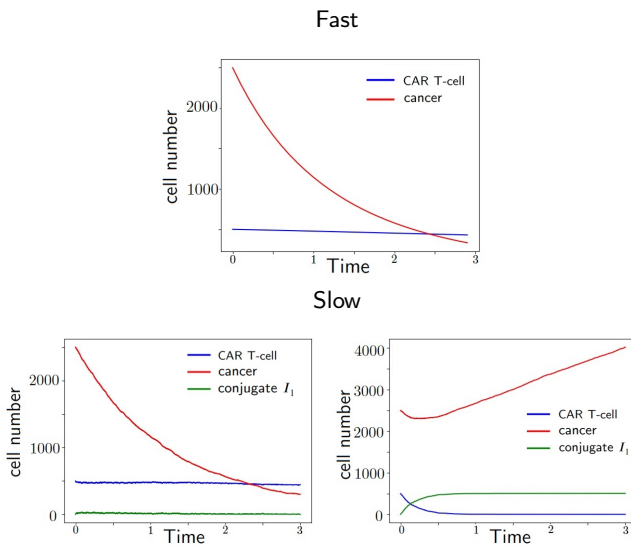 Fast
CAR T-cell
cancer
2000
1000
cell number
0 1 2 3
Time
Slow
CAR T-cell
cancer
conjugate I₁
2000
1000
0
cell number
0 1 2 3
Time
4000
3000
2000
1000
0
cell number
CAR T-cell
cancer
conjugate I₁
0 1 2 3
Time